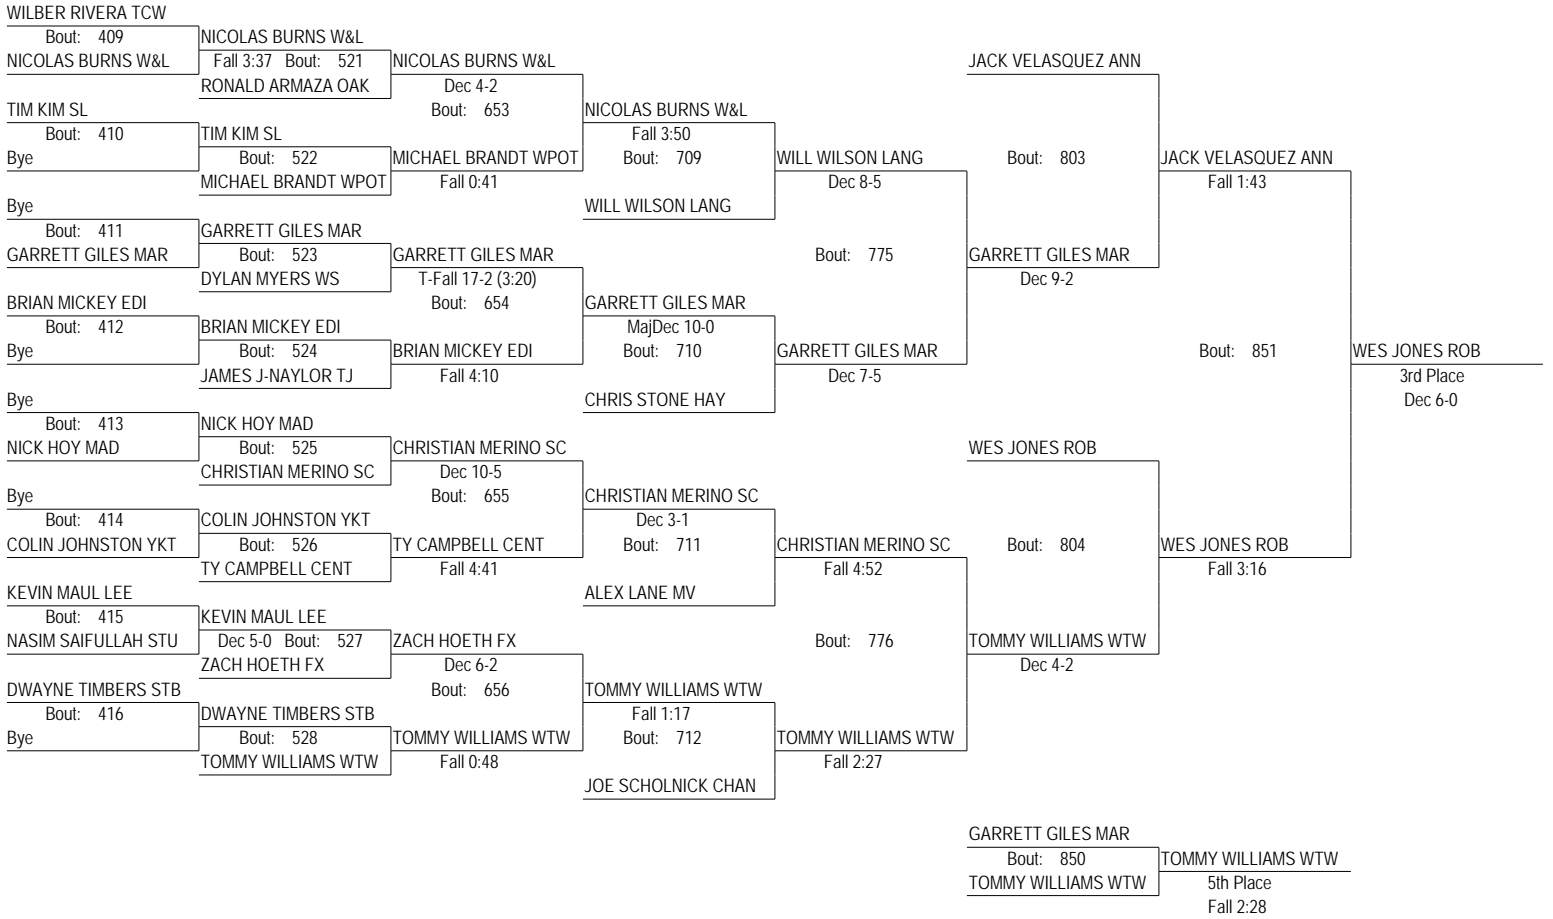 WILBER RIVERA TCW
Bout: 409
NICOLAS BURNS W&L
TIM KIM SL
Bout: 410
Bye
Bye
Bout: 411
GARRETT GILES MAR
BRIAN MICKEY EDI
Bout: 412
Bye
Bye
Bout: 413
NICK HOY MAD
Bye
Bout: 414
COLIN JOHNSTON YKT
KEVIN MAUL LEE
Bout: 415
NASIM SAIFULLAH STU
DWAYNE TIMBERS STB
Bout: 416
Bye
NICOLAS BURNS W&L
Fall 3:37 Bout: 521
RONALD ARMAZA OAK
TIM KIM SL
Bout: 522
MICHAEL BRANDT WPOT
GARRETT GILES MAR
Bout: 523
DYLAN MYERS WS
BRIAN MICKEY EDI
Bout: 524
JAMES J-NAYLOR TJ
NICK HOY MAD
Bout: 525
CHRISTIAN MERINO SC
COLIN JOHNSTON YKT
Bout: 526
TY CAMPBELL CENT
KEVIN MAUL LEE
Dec 5-0 Bout: 527
ZACH HOETH FX
DWAYNE TIMBERS STB
Bout: 528
TOMMY WILLIAMS WTW
NICOLAS BURNS W&L
Dec 4-2
Bout: 653
MICHAEL BRANDT WPOT
Fall 0:41
GARRETT GILES MAR
T-Fall 17-2 (3:20)
Bout: 654
BRIAN MICKEY EDI
Fall 4:10
CHRISTIAN MERINO SC
Dec 10-5
Bout: 655
TY CAMPBELL CENT
Fall 4:41
ZACH HOETH FX
Dec 6-2
Bout: 656
TOMMY WILLIAMS WTW
Fall 0:48
NICOLAS BURNS W&L
Fall 3:50
Bout: 709
WILL WILSON LANG
GARRETT GILES MAR
MajDec 10-0
Bout: 710
CHRIS STONE HAY
CHRISTIAN MERINO SC
Dec 3-1
Bout: 711
ALEX LANE MV
TOMMY WILLIAMS WTW
Fall 1:17
Bout: 712
JOE SCHOLNICK CHAN
WILL WILSON LANG
Dec 8-5
Bout: 775
GARRETT GILES MAR
Dec 7-5
CHRISTIAN MERINO SC
Fall 4:52
Bout: 776
TOMMY WILLIAMS WTW
Fall 2:27
JACK VELASQUEZ ANN
Bout: 803
GARRETT GILES MAR
Dec 9-2
WES JONES ROB
Bout: 804
TOMMY WILLIAMS WTW
Dec 4-2
JACK VELASQUEZ ANN
Fall 1:43
Bout: 851
WES JONES ROB
Fall 3:16
WES JONES ROB
3rd Place
Dec 6-0
GARRETT GILES MAR
Bout: 850
TOMMY WILLIAMS WTW
TOMMY WILLIAMS WTW
5th Place
Fall 2:28